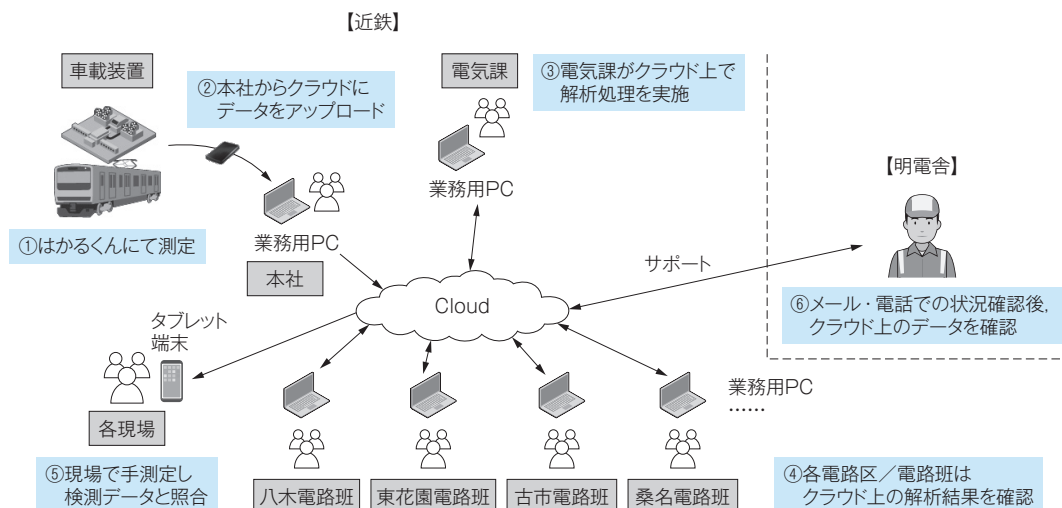 【近鉄】
車載装置
②本社からクラウドに
データをアップロード
電気課
③電気課がクラウド上で
解析処理を実施
業務用PC
【明電舎】
①はかるくんにて測定
業務用PC
本社
サポート
Cloud
⑥メール・電話での状況確認後,
クラウド上のデータを確認
タブレット
端末
業務用PC
……
各現場
⑤現場で手測定し
検測データと照合
八木電路班
東花園電路班
古市電路班
桑名電路班
④各電路区／電路班は
クラウド上の解析結果を確認